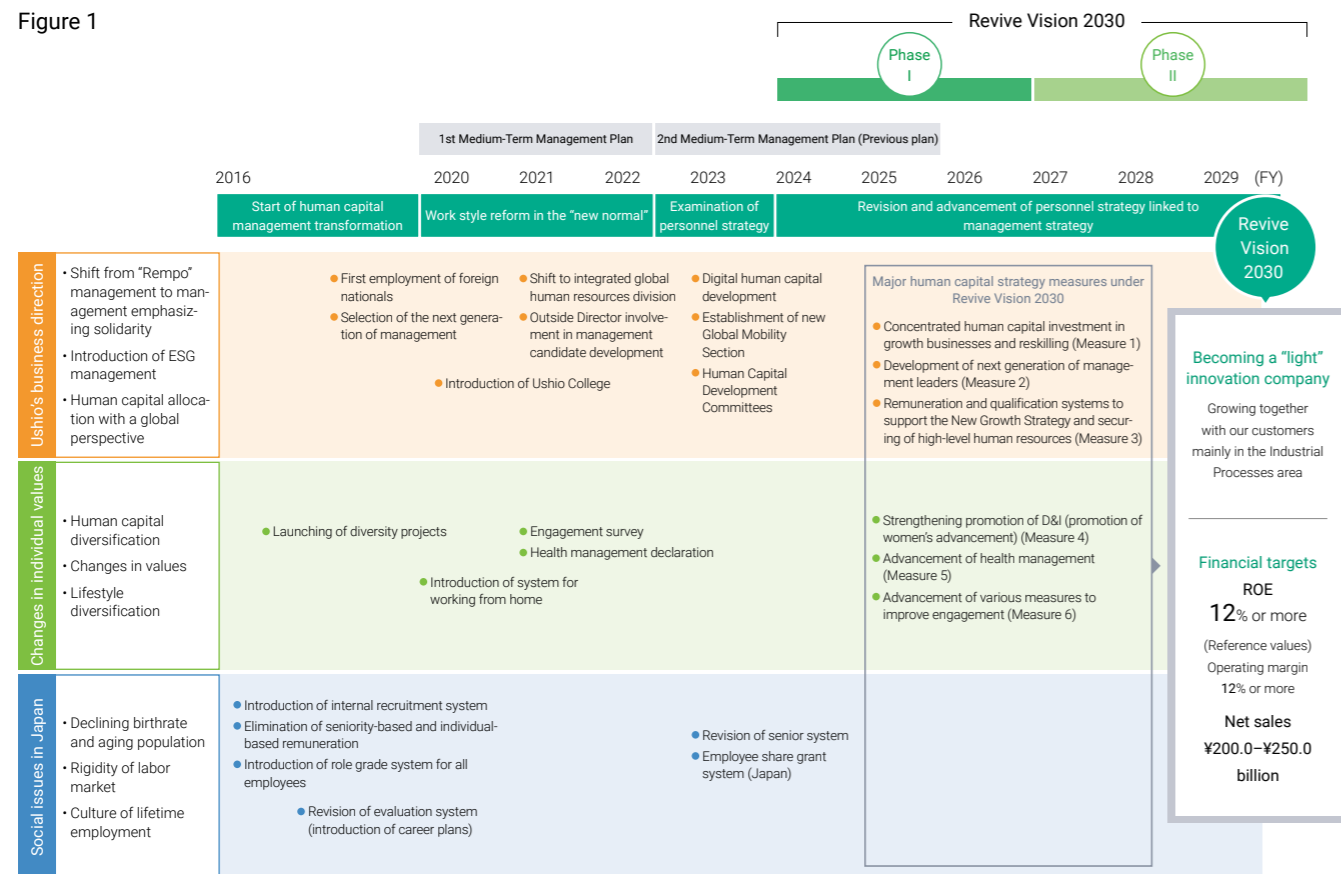 Figure 1
Revive Vision 2030
Phase
I
Phase
II
1st Medium-Term Management Plan
2nd Medium-Term Management Plan (Previous plan)
2016
2020
2021
2022
2023
2024
2025
2026
2027
2028
2029
(FY)
Start of human capital
management transformation
Work style reform in the “new normal”
Examination of
personnel strategy
Revision and advancement of personnel strategy linked to
management strategy
Revive
Vision
2030
Ushio’s business direction
• Shift from “Rempo”
management to man-
agement emphasiz-
ing solidarity
• Introduction of ESG
management
• Human capital alloca-
tion with a global
perspective
● First employment of foreign
nationals
● Selection of the next genera-
tion of management
● Introduction of Ushio College
● Shift to integrated global
human resources division
● Outside Director involve-
ment in management
candidate development
● Digital human capital
development
● Establishment of new
Global Mobility
Section
● Human Capital
Development
Committees
Major human capital strategy measures under
Revive Vision 2030
● Concentrated human capital investment in
growth businesses and reskilling (Measure 1)
● Development of next generation of manage-
ment leaders (Measure 2)
● Remuneration and qualification systems to
support the New Growth Strategy and secur-
ing of high-level human resources (Measure 3)
Changes in individual values
• Human capital
diversification
• Changes in values
• Lifestyle
diversification
● Launching of diversity projects
● Introduction of system for
working from home
● Engagement survey
● Health management declaration
● Strengthening promotion of D&I (promotion of
women’s advancement) (Measure 4)
● Advancement of health management
(Measure 5)
● Advancement of various measures to
improve engagement (Measure 6)
Social issues in Japan
• Declining birthrate
and aging population
• Rigidity of labor
market
• Culture of lifetime
employment
● Introduction of internal recruitment system
● Elimination of seniority-based and individual-
based remuneration
● Introduction of role grade system for all
employees
● Revision of evaluation system
(introduction of career plans)
● Revision of senior system
● Employee share grant
system (Japan)
Becoming a “light”
innovation company
Growing together
with our customers
mainly in the Industrial
Processes area
Financial targets
ROE
12% or more
(Reference values)
Operating margin
12% or more
Net sales
¥200.0–¥250.0
billion